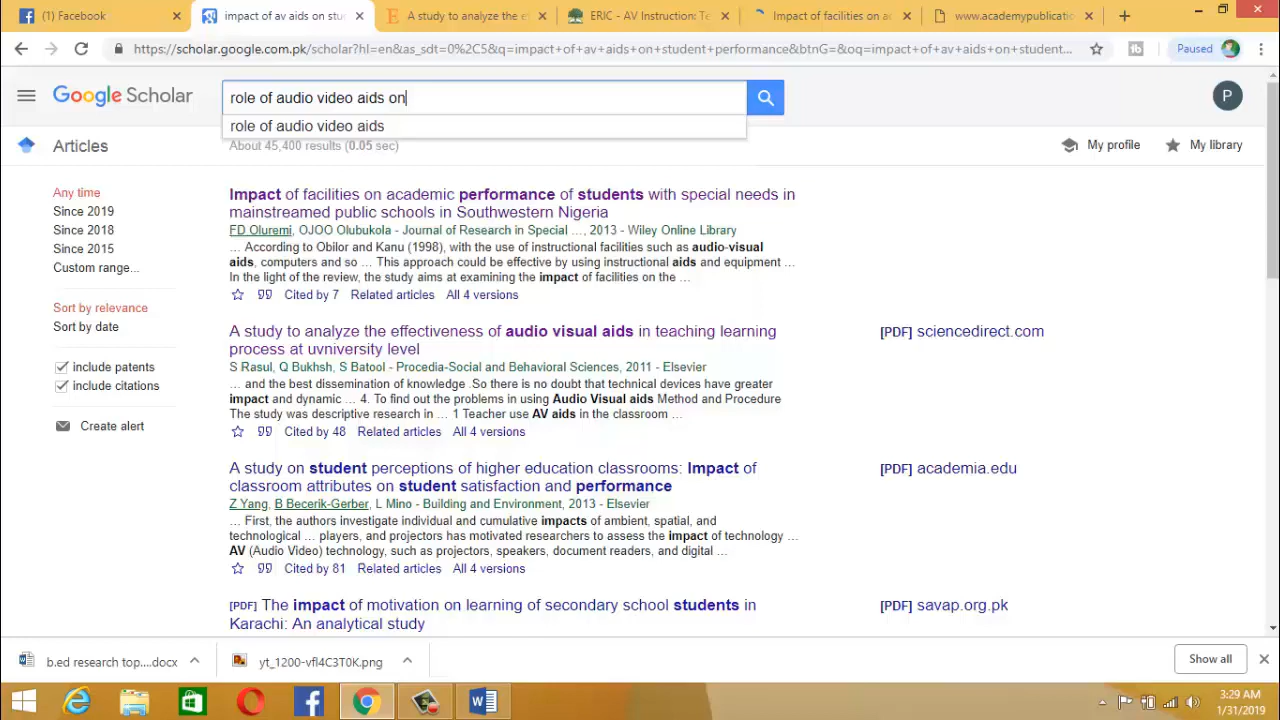 (1) Facebook
impact of av aids on stu
A study to analyze the e
ERIC - AV Instruction: Te
Impact of facilities on ac
www.academypublicatio
https://scholar.google.com.pk/scholar?hl=en&as_sdt=0%2C5&q=impact+of+av+aids+on+student+performance&btnG=&oq=impact+of+av+aids+on+student...
Paused
Google Scholar
role of audio video aids on
P
role of audio video aids
Articles
About 45,400 results (0.05 sec)
My profile
My library
Any time
Since 2019
Since 2018
Since 2015
Custom range...
Sort by relevance
Sort by date
include patents
include citations
Create alert
Impact of facilities on academic performance of students with special needs in
mainstreamed public schools in Southwestern Nigeria
FD Oluremi, OJOO Olubukola - Journal of Research in Special ..., 2013 - Wiley Online Library
... According to Obilor and Kanu (1998), with the use of instructional facilities such as audio-visual
aids, computers and so ... This approach could be effective by using instructional aids and equipment ...
In the light of the review, the study aims at examining the impact of facilities on the ...
Cited by 7 Related articles All 4 versions
A study to analyze the effectiveness of audio visual aids in teaching learning
process at uvniversity level
[PDF] sciencedirect.com
S Rasul, Q Bukhsh, S Batool - Procedia-Social and Behavioral Sciences, 2011 - Elsevier
... and the best dissemination of knowledge .So there is no doubt that technical devices have greater
impact and dynamic ... 4. To find out the problems in using Audio Visual aids Method and Procedure
The study was descriptive research in ... 1 Teacher use AV aids in the classroom ...
Cited by 48 Related articles All 4 versions
A study on student perceptions of higher education classrooms: Impact of
classroom attributes on student satisfaction and performance
[PDF] academia.edu
Z Yang, B Becerik-Gerber, L Mino - Building and Environment, 2013 - Elsevier
... First, the authors investigate individual and cumulative impacts of ambient, spatial, and
technological ... players, and projectors has motivated researchers to assess the impact of technology ...
AV (Audio Video) technology, such as projectors, speakers, document readers, and digital ...
Cited by 81 Related articles All 4 versions
[PDF] The impact of motivation on learning of secondary school students in
Karachi: An analytical study
[PDF] savap.org.pk
b.ed research top....docx
yt_1200-vfl4C3T0K.png
Show all
3:29 AM
1/31/2019